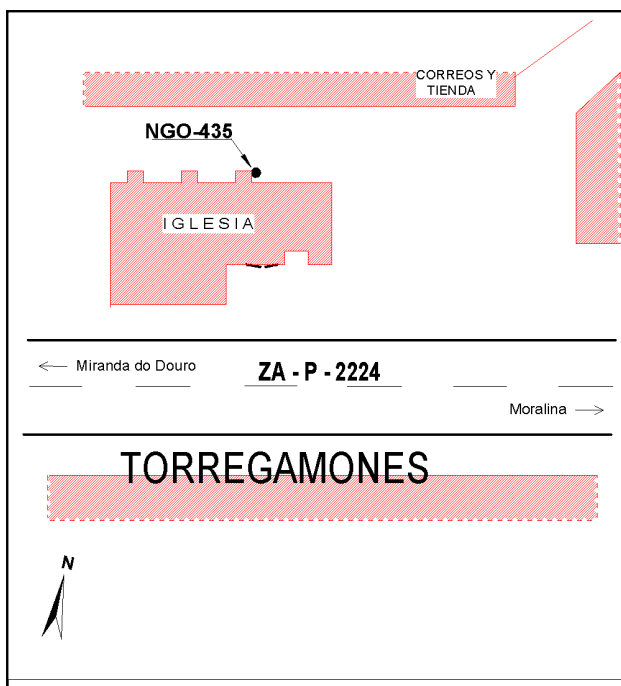 CORREOS Y
TIENDA
NGO-435
IGLESIA
Miranda do Douro
ZA - P - 2224
Moralina
TORREGAMONES
N